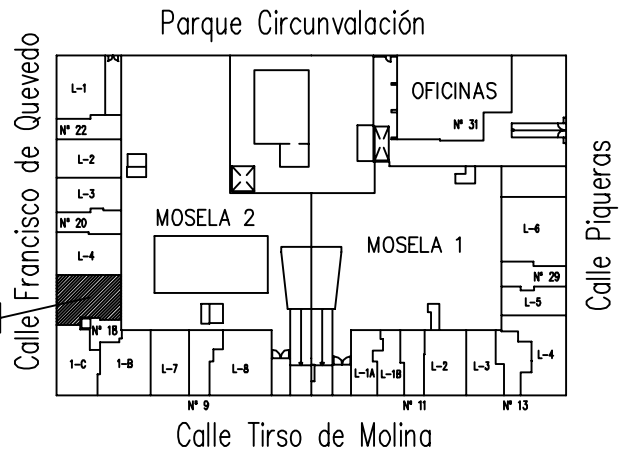 Parque Circunvalación
Calle Francisco de Quevedo
Calle Piqueras
L-1
Nº 22
L-2
L-3
Nº 20
L-4
Nº 18
1-C
1-B
L-7
L-8
MOSELA 2
MOSELA 1
OFICINAS
Nº 31
L-6
Nº 29
L-5
L-1A
L-1B
L-2
L-3
L-4
Nº 9
Nº 11
Nº 13
Calle Tirso de Molina